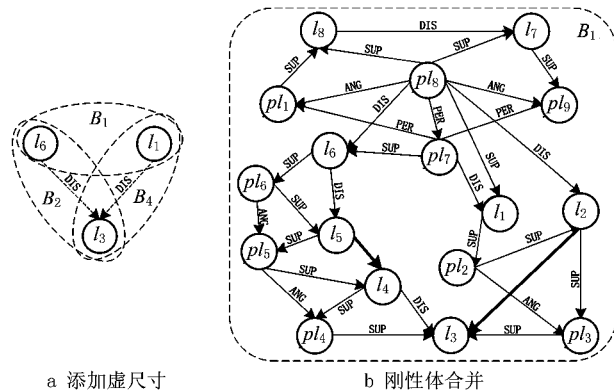 B₁
l₆
l₁
B₂
DIS
DIS
B₄
l₃
a 添加虚尺寸
B₁
l₈
DIS
l₇
SUP
SUP
SUP
SUP
pl₈
pl₁
ANG
ANG
pl₉
DIS
PER
PER
PER
SUP
DIS
l₆
SUP
pl₇
pl₆
SUP
SUP
DIS
DIS
l₁
l₂
ANG
pl₅
SUP
l₅
SUP
pl₂
SUP
SUP
SUP
l₄
ANG
SUP
DIS
ANG
pl₄
SUP
l₃
SUP
pl₃
b 刚性体合并